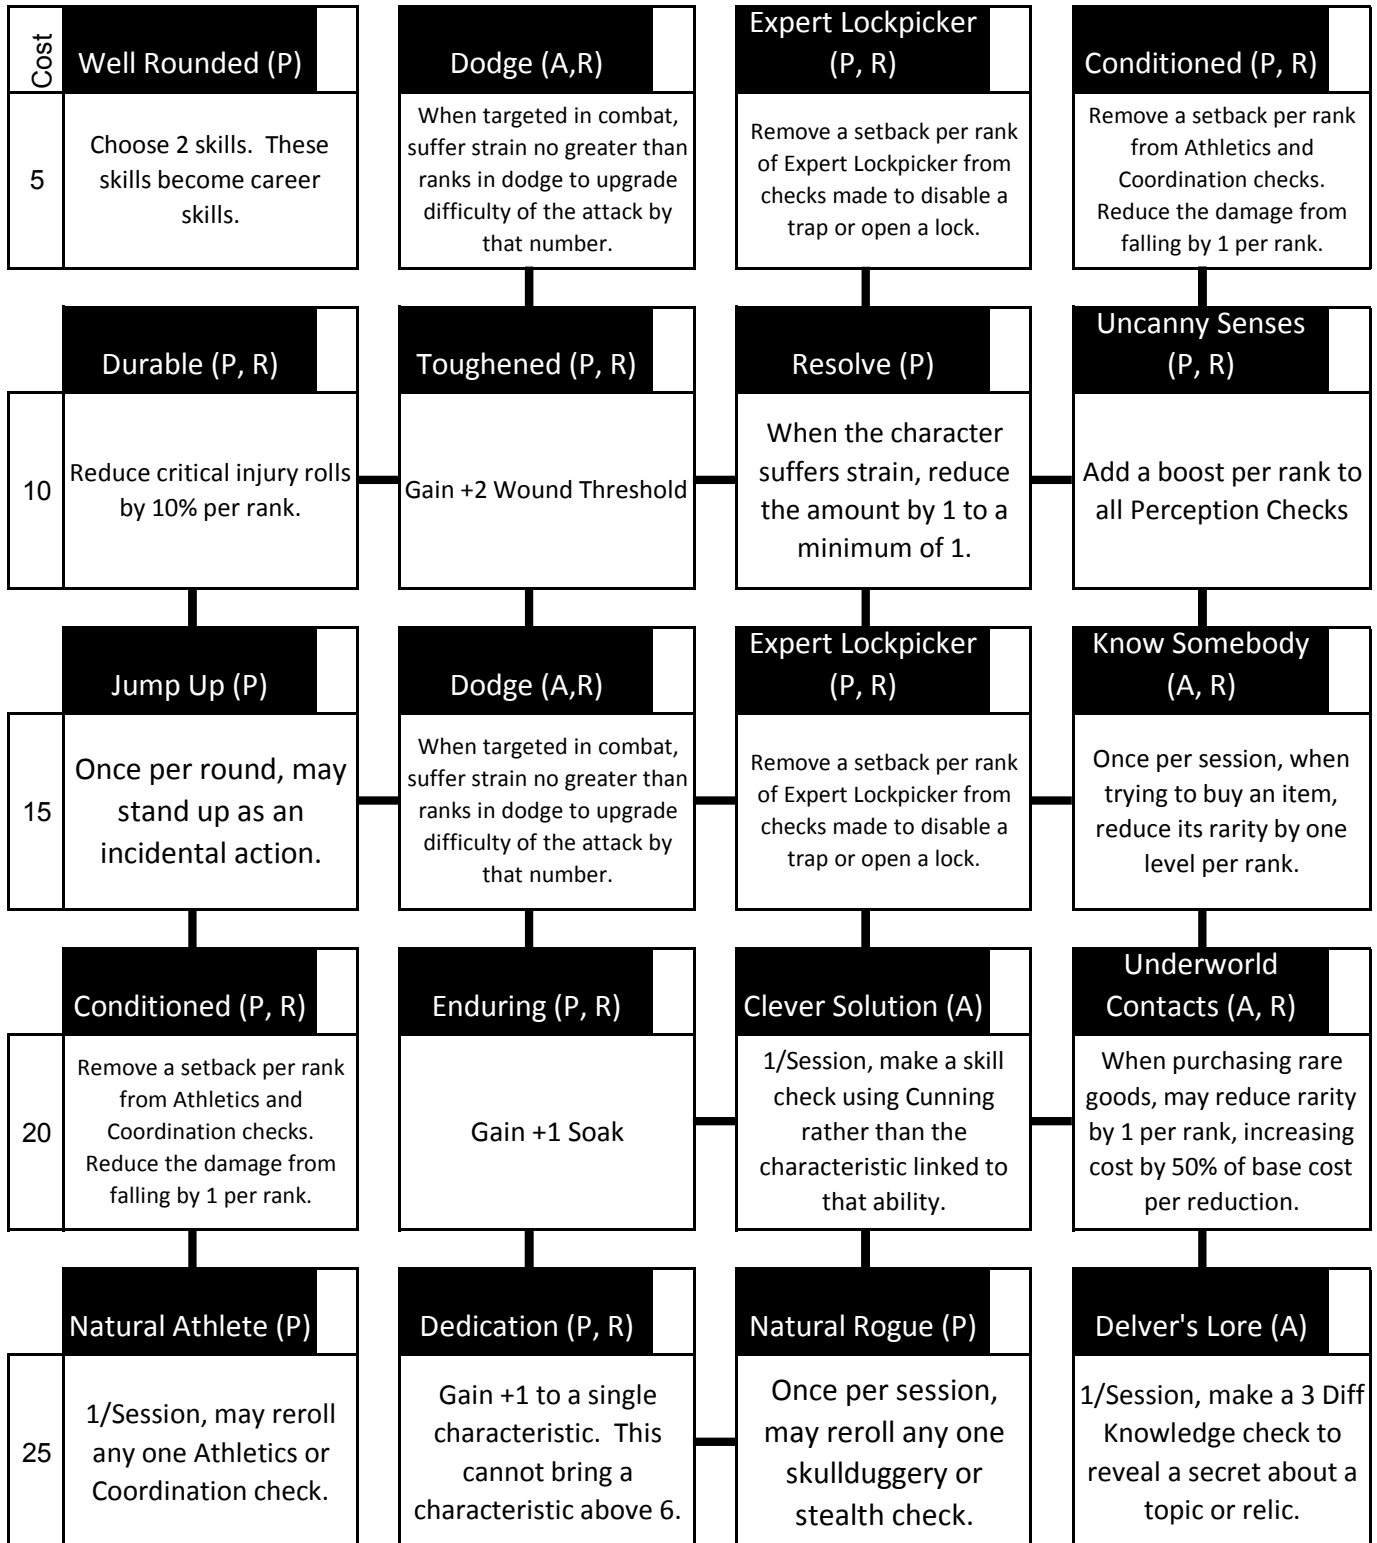 Cost
Well Rounded (P)
Dodge (A,R)
Expert Lockpicker
(P, R)
Conditioned (P, R)
5
Choose 2 skills.  These
skills become career
skills.
When targeted in combat,
suffer strain no greater than
ranks in dodge to upgrade
difficulty of the attack by
that number.
Remove a setback per rank
of Expert Lockpicker from
checks made to disable a
trap or open a lock.
Remove a setback per rank
from Athletics and
Coordination checks.
Reduce the damage from
falling by 1 per rank.
Durable (P, R)
Toughened (P, R)
Resolve (P)
Uncanny Senses
(P, R)
10
Reduce critical injury rolls
by 10% per rank.
Gain +2 Wound Threshold
When the character
suffers strain, reduce
the amount by 1 to a
minimum of 1.
Add a boost per rank to
all Perception Checks
Jump Up (P)
Dodge (A,R)
Expert Lockpicker
(P, R)
Know Somebody
(A, R)
15
Once per round, may
stand up as an
incidental action.
When targeted in combat,
suffer strain no greater than
ranks in dodge to upgrade
difficulty of the attack by
that number.
Remove a setback per rank
of Expert Lockpicker from
checks made to disable a
trap or open a lock.
Once per session, when
trying to buy an item,
reduce its rarity by one
level per rank.
Conditioned (P, R)
Enduring (P, R)
Clever Solution (A)
Underworld
Contacts (A, R)
20
Remove a setback per rank
from Athletics and
Coordination checks.
Reduce the damage from
falling by 1 per rank.
Gain +1 Soak
1/Session, make a skill
check using Cunning
rather than the
characteristic linked to
that ability.
When purchasing rare
goods, may reduce rarity
by 1 per rank, increasing
cost by 50% of base cost
per reduction.
Natural Athlete (P)
Dedication (P, R)
Natural Rogue (P)
Delver's Lore (A)
25
1/Session, may reroll
any one Athletics or
Coordination check.
Gain +1 to a single
characteristic.  This
cannot bring a
characteristic above 6.
Once per session,
may reroll any one
skullduggery or
stealth check.
1/Session, make a 3 Diff
Knowledge check to
reveal a secret about a
topic or relic.